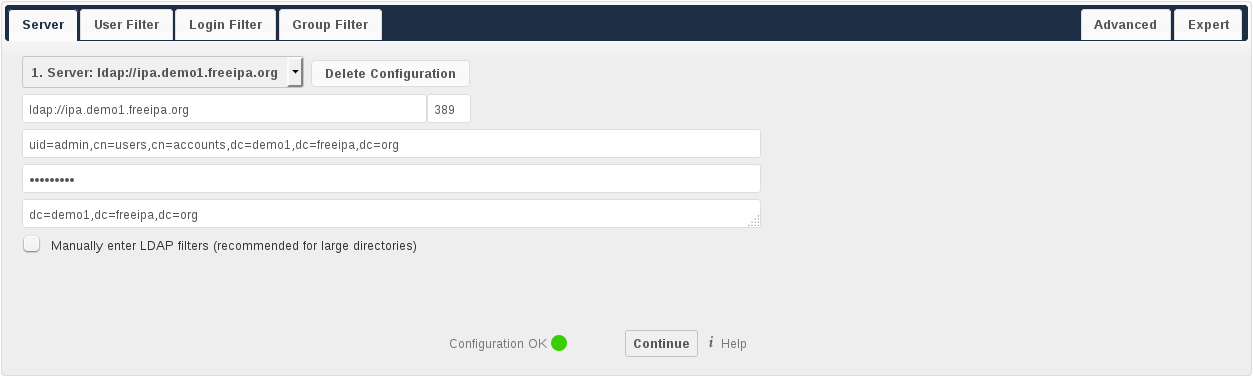 Server User Filter Login Filter Group Filter Advanced Expert
1. Server: ldap://ipa.demo1.freeipa.org Delete Configuration
ldap://ipa.demo1.freeipa.org 389
uid=admin,cn=users,cn=accounts,dc=demo1,dc=freeipa,dc=org
•••••••••
dc=demo1,dc=freeipa,dc=org
Manually enter LDAP filters (recommended for large directories)
Configuration OK Continue i Help